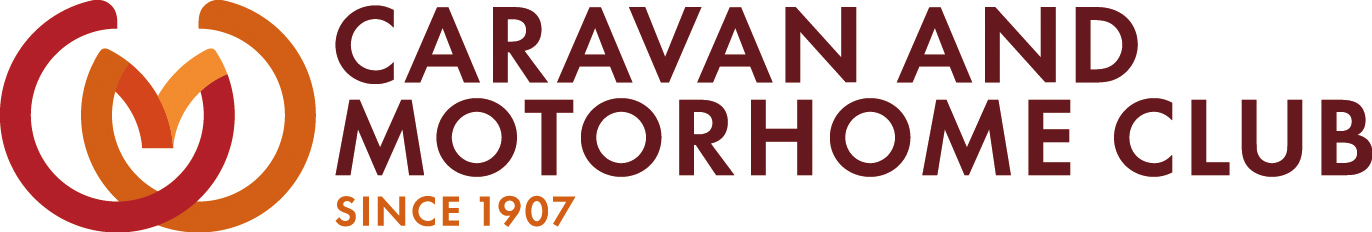 CARAVAN AND
MOTORHOME CLUB
SINCE 1907